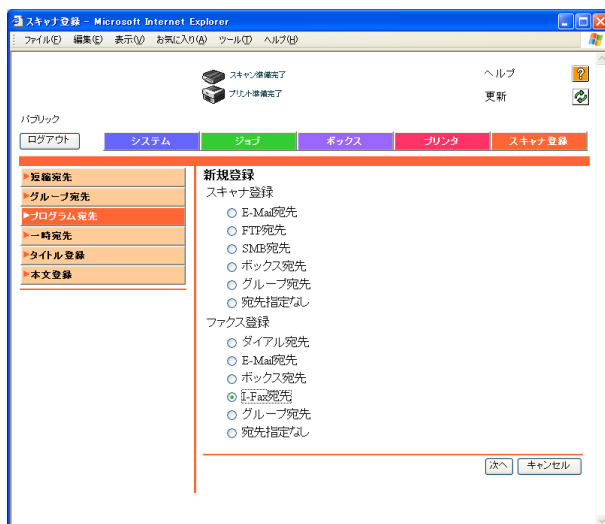 スキャナ登録 - Microsoft Internet Explorer
ファイル(F) 編集(E) 表示(V) お気に入り(A) ツール(T) ヘルプ(H)
スキャン準備完了
プリント準備完了
ヘルプ ?
更新
パブリック
ログアウト システム ジョブ ボックス プリンタ スキャナ登録
短縮宛先
グループ宛先
プログラム宛先
一時宛先
タイトル登録
本文登録
新規登録
スキャナ登録
E-Mail宛先
FTP宛先
SMB宛先
ボックス宛先
グループ宛先
宛先指定なし
ファクス登録
ダイアル宛先
E-Mail宛先
ボックス宛先
I-Fax宛先
グループ宛先
宛先指定なし
次へ キャンセル